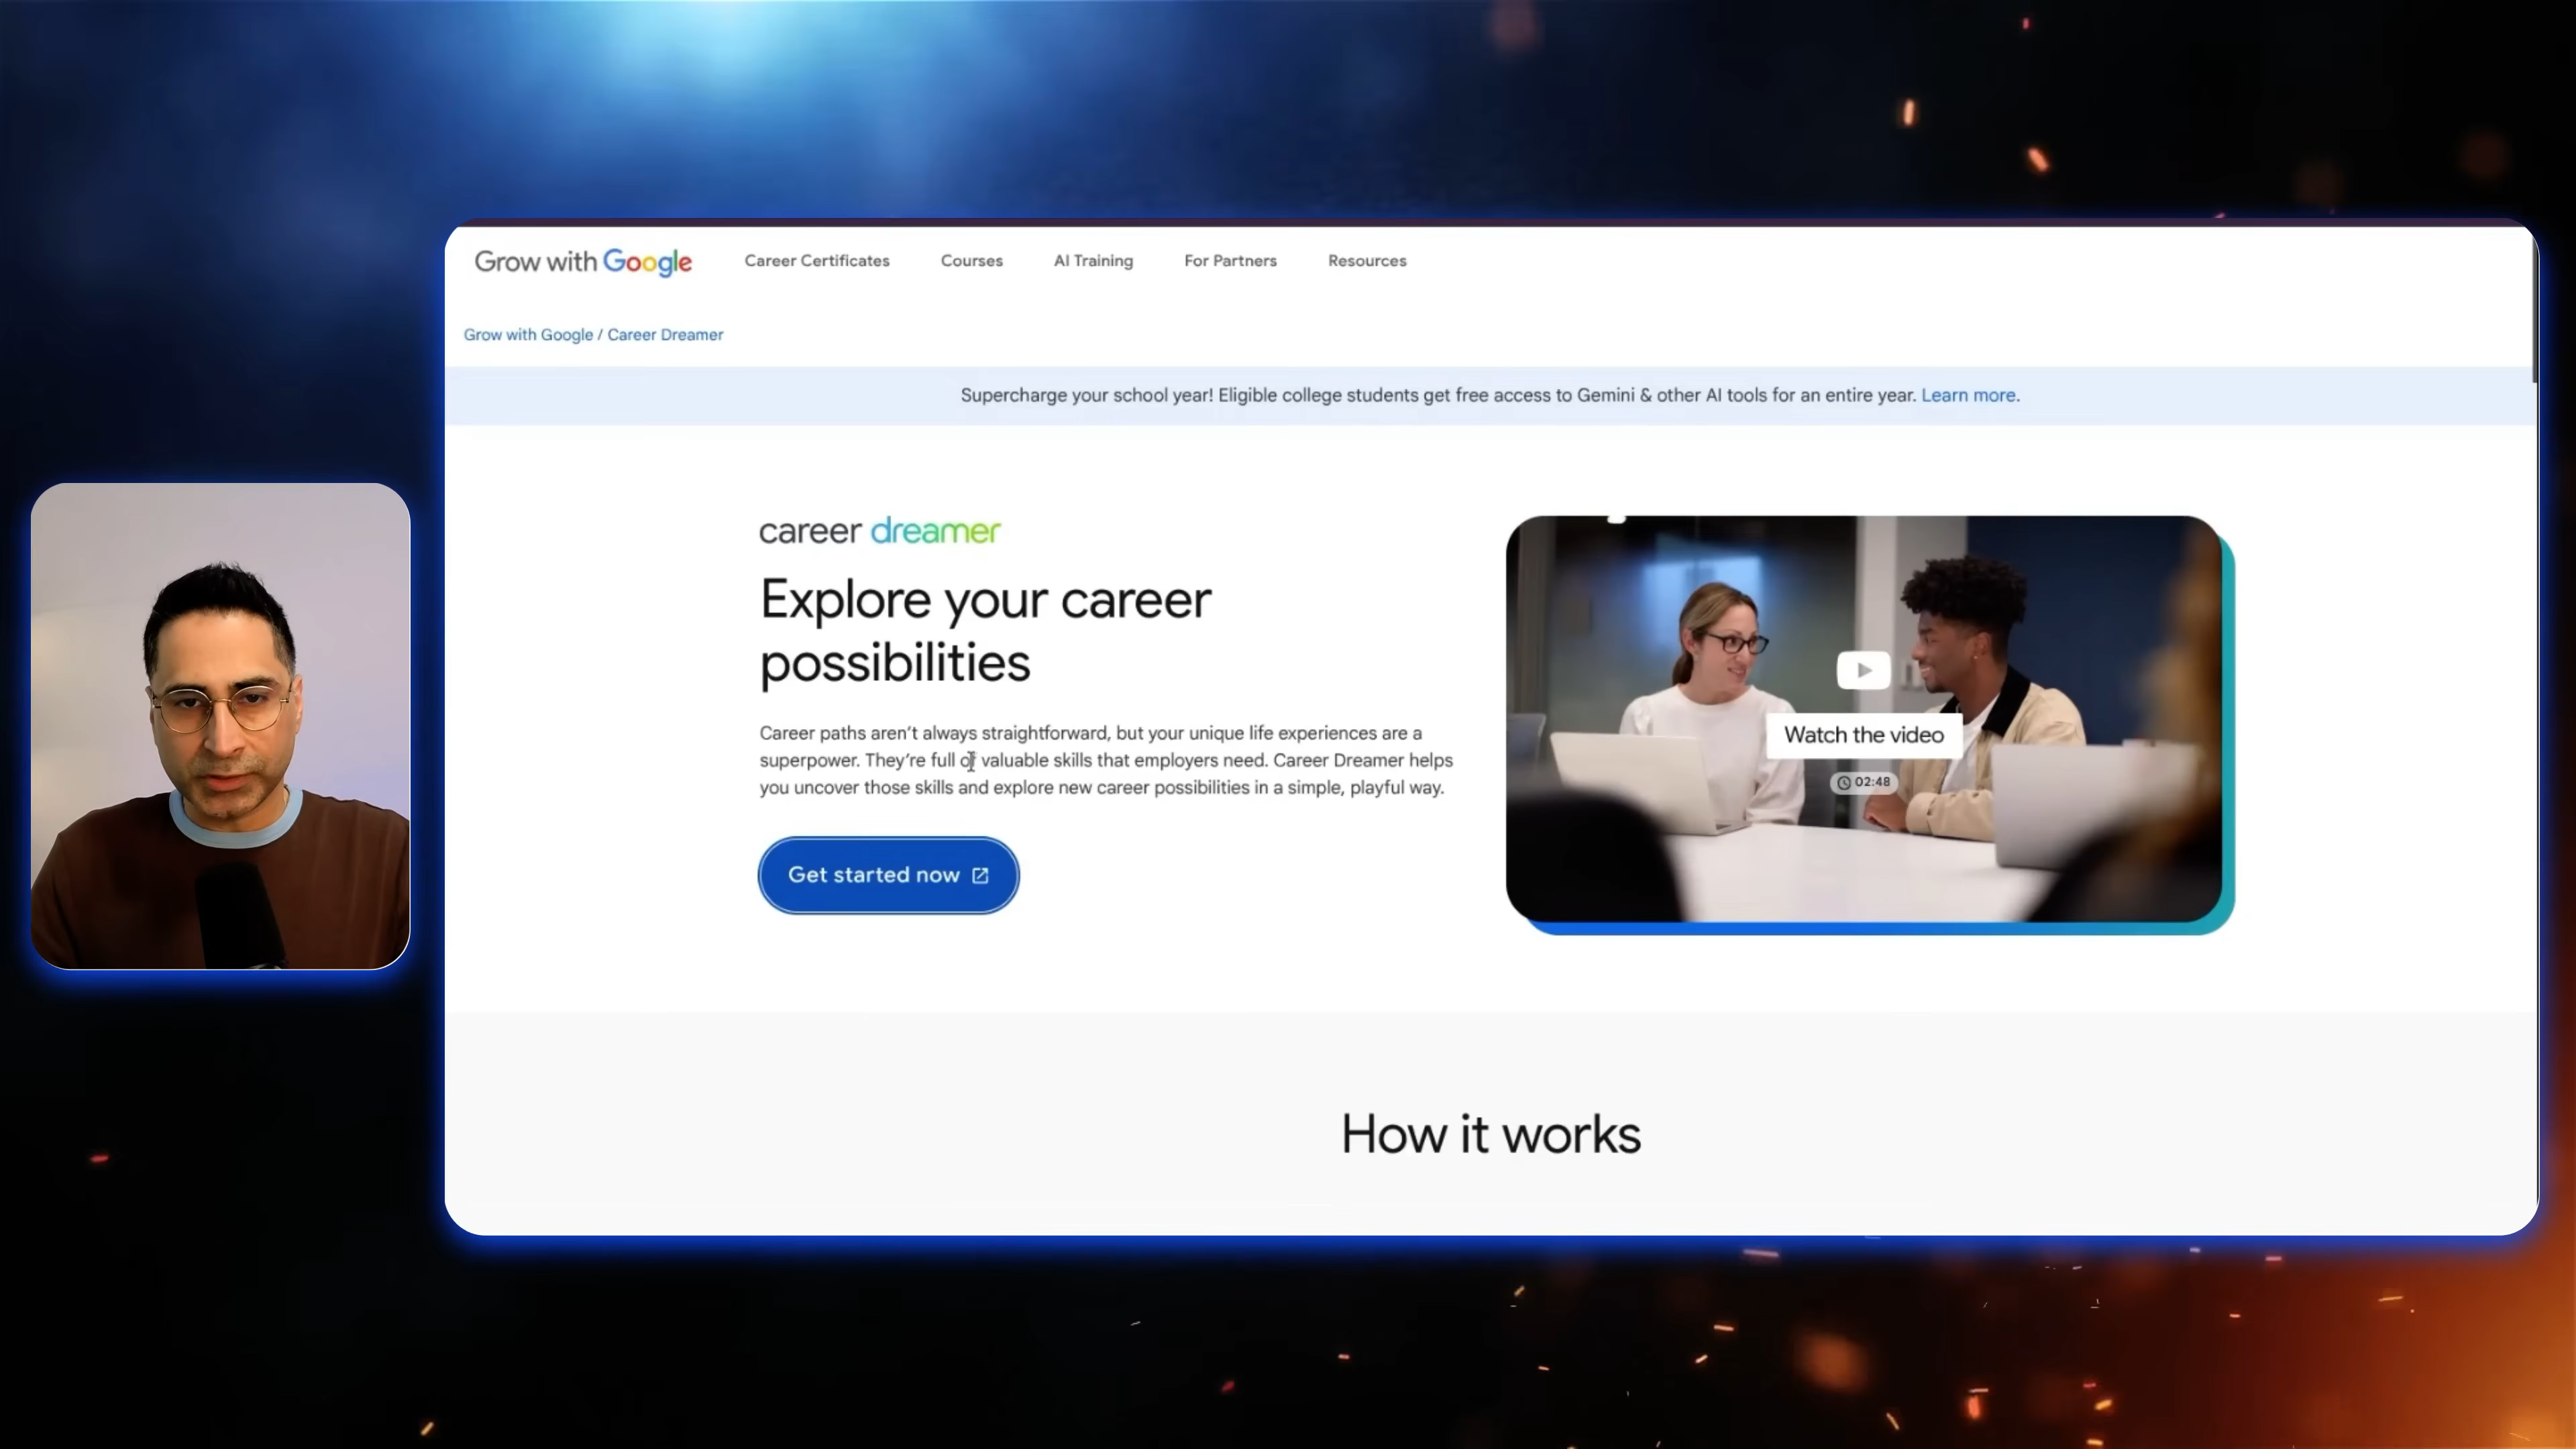 Grow with Google
Career Certificates
Courses
AI Training
For Partners
Resources
Grow with Google / Career Dreamer
Supercharge your school year! Eligible college students get free access to Gemini & other AI tools for an entire year. Learn more.
career dreamer
Explore your career
possibilities
Career paths aren't always straightforward, but your unique life experiences are a
superpower. They're full of valuable skills that employers need. Career Dreamer helps
you uncover those skills and explore new career possibilities in a simple, playful way.
Get started now
Watch the video
02:48
How it works